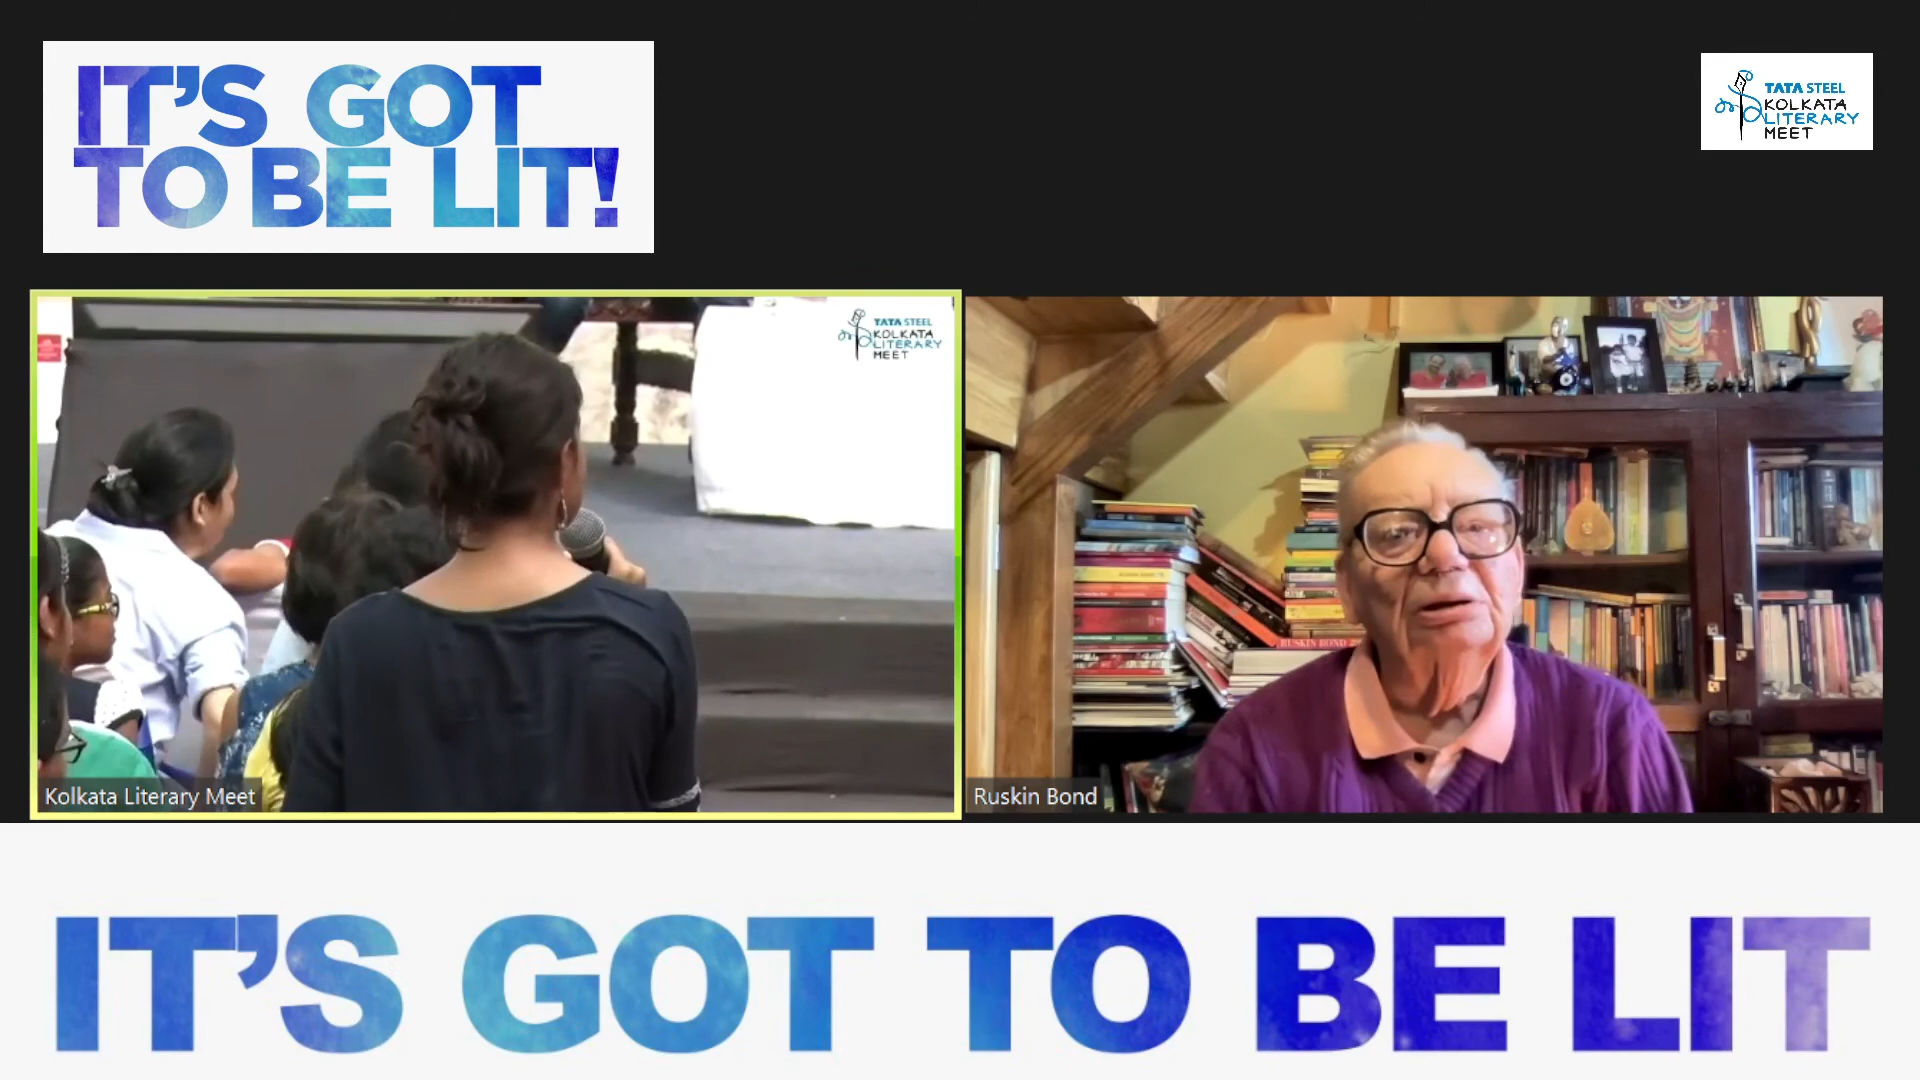 IT'S GOT
TO BE LIT!
TATA STEEL
KOLKATA
LITERARY
MEET
TATA STEEL
KOLKATA
LITERARY
MEET
RUSKIN BOND
Kolkata Literary Meet
Ruskin Bond
IT'S GOT TO BE LIT